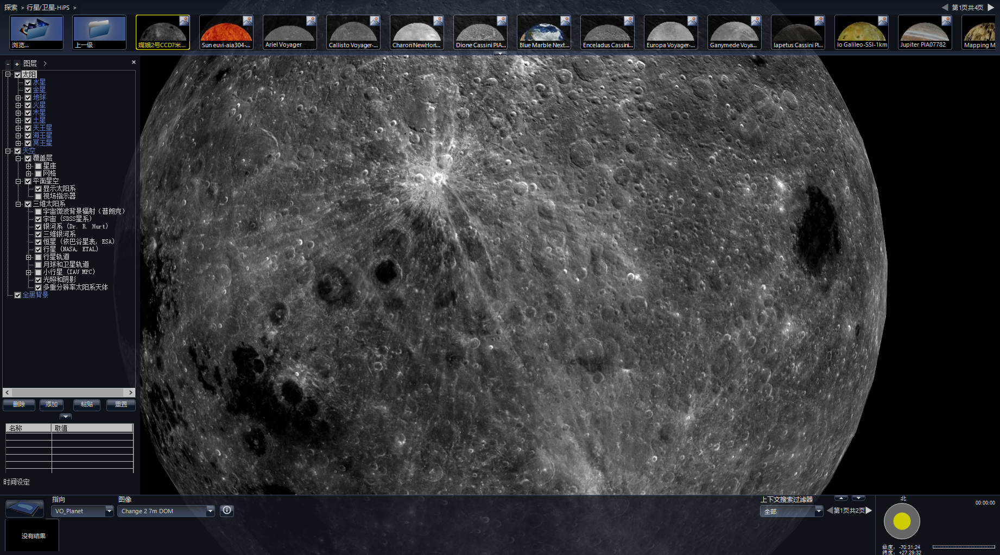 探索 > 行星/卫星-HiPS >
第1页共4页
浏览...
上一级
嫦娥2号CCD7米...
Sun euvi-aia304-...
Ariel Voyager
Callisto Voyager-...
Charon NewHori...
Dione Cassini PIA...
Blue Marble Next...
Enceladus Cassini...
Europa Voyager-...
Ganymede Voya...
Iapetus Cassini Pl...
Io Galileo-SSI-1km
Jupiter PIA07782
Mapping M
- + 图层 >
×
太阳
水星
金星
地球
火星
木星
土星
天王星
海王星
冥王星
天空
覆盖层
星座
网格
平面星空
显示太阳系
视场指示器
三维太阳系
宇宙微波背景辐射（普朗克）
宇宙 (SDSS星系)
银河系 (Dr. R. Hurt)
三维银河系
恒星 (依巴谷星表, ESA)
行星 (NASA, ETAL)
行星轨道
月球和卫星轨道
小行星 (IAU MPC)
光照和阴影
多重分辨率太阳系天体
全黑背景
删除
添加
粘贴
重置
名称
取值
时间设定
指向
图像
VO_Planet
Change 2 7m DOM
没有结果
上下文搜索过滤器
全部
第1页共2页
北
00:00:00
经度: -70:31:24
纬度: +27:29:32